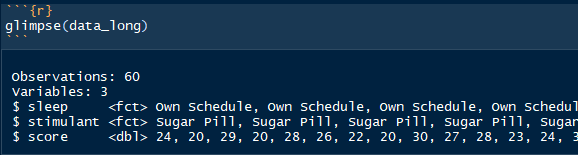 ```{r}
glimpse(data_long)
```
Observations: 60
Variables: 3
$ sleep     <fct> Own Schedule, Own Schedule, Own Schedule, Own Schedul
$ stimulant <fct> Sugar Pill, Sugar Pill, Sugar Pill, Sugar Pill, Sugar
$ score     <dbl> 24, 20, 29, 20, 28, 26, 22, 20, 30, 27, 28, 23, 24, 3